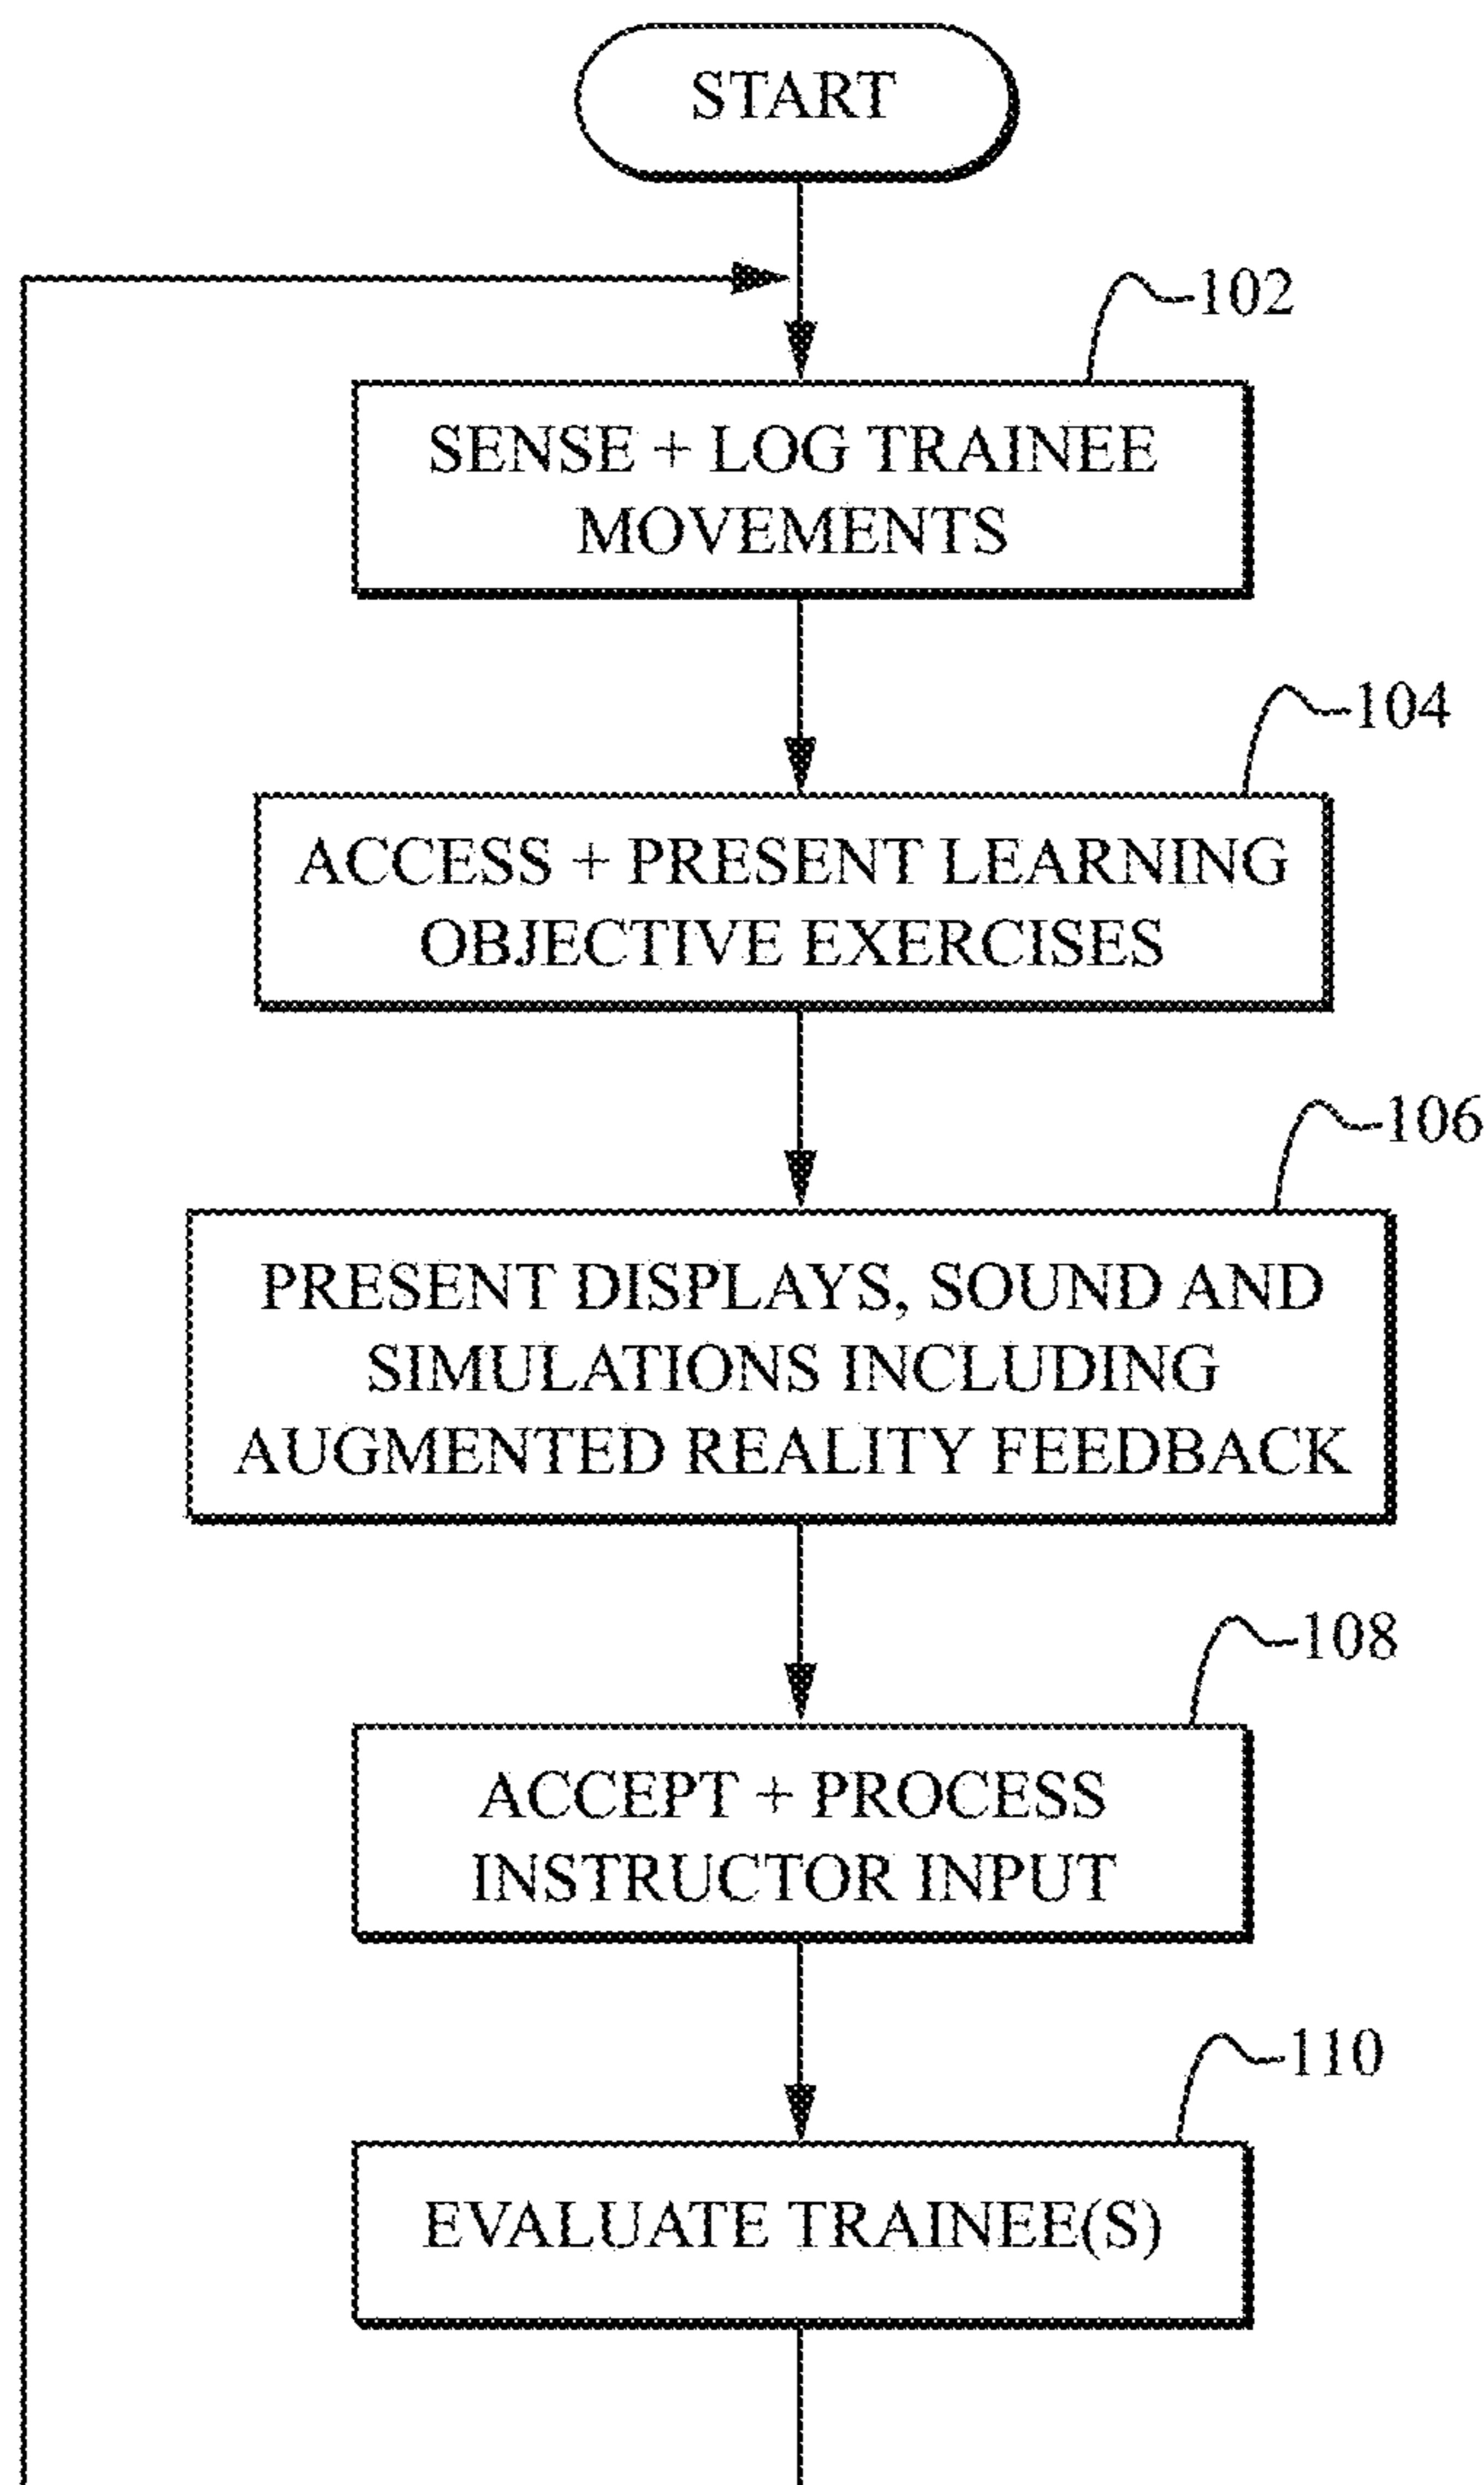 START
102
SENSE + LOG TRAINEE
MOVEMENTS
104
ACCESS + PRESENT LEARNING
OBJECTIVE EXERCISES
106
PRESENT DISPLAYS, SOUND AND
SIMULATIONS INCLUDING
AUGMENTED REALITY FEEDBACK
108
ACCEPT + PROCESS
INSTRUCTOR INPUT
110
EVALUATE TRAINEE(S)